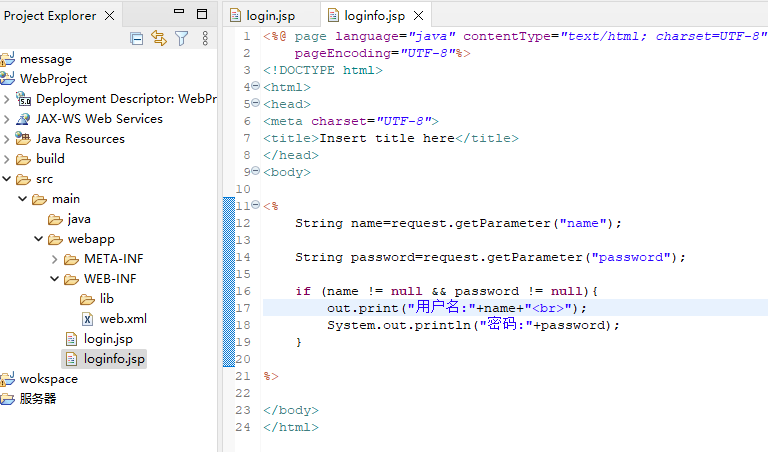 Project Explorer
message
WebProject
Deployment Descriptor: WebPr
JAX-WS Web Services
Java Resources
build
src
main
java
webapp
META-INF
WEB-INF
lib
web.xml
login.jsp
loginfo.jsp
wokspace
服务器
login.jsp
loginfo.jsp
1 <%@ page language="java" contentType="text/html; charset=UTF-8"
2     pageEncoding="UTF-8"%>
3 <!DOCTYPE html>
4 <html>
5 <head>
6 <meta charset="UTF-8">
7 <title>Insert title here</title>
8 </head>
9 <body>
10
11 <%
12     String name=request.getParameter("name");
13
14     String password=request.getParameter("password");
15
16     if (name != null && password != null){
17         out.print("用户名:"+name+"<br>");
18         System.out.println("密码:"+password);
19     }
20
21 %>
22
23 </body>
24 </html>